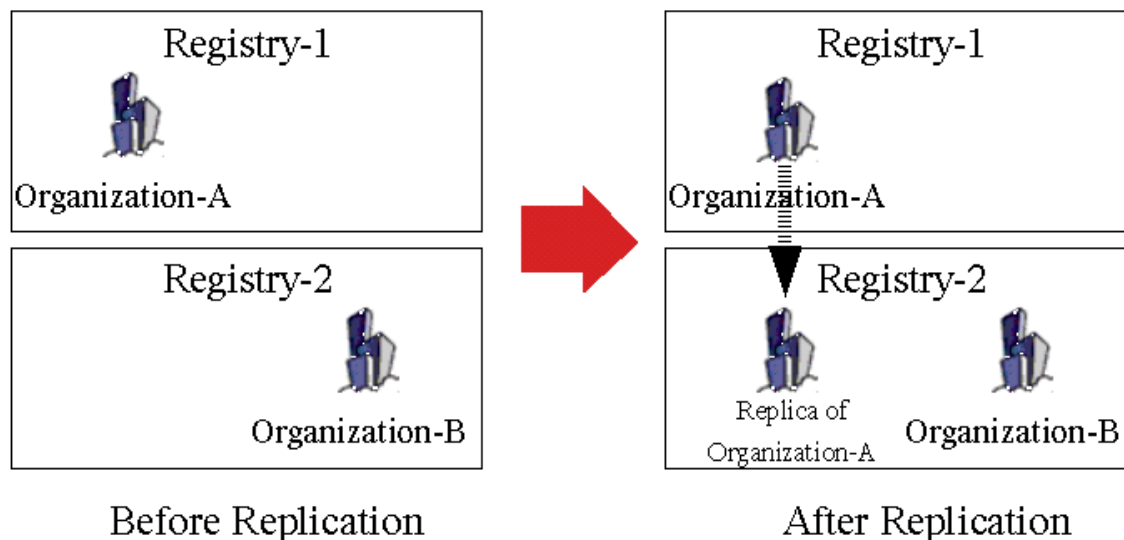 Registry-1
Organization-A
Registry-2
Organization-B
Before Replication
Registry-1
Organization-A
Registry-2
Replica of
Organization-A
Organization-B
After Replication